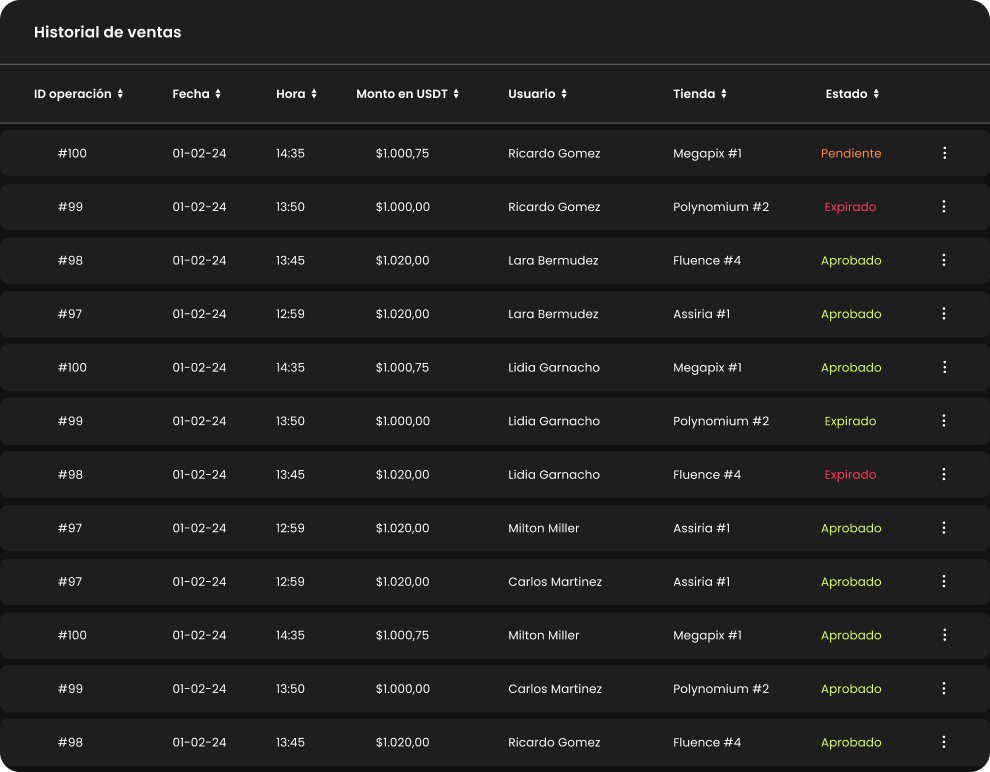 Historial de ventas
ID operación Fecha Hora Monto en USDT Usuario Tienda Estado
#100 01-02-24 14:35 $1.000,75 Ricardo Gomez Megapix #1 Pendiente
#99 01-02-24 13:50 $1.000,00 Ricardo Gomez Polynomium #2 Expirado
#98 01-02-24 13:45 $1.020,00 Lara Bermudez Fluence #4 Aprobado
#97 01-02-24 12:59 $1.020,00 Lara Bermudez Assiria #1 Aprobado
#100 01-02-24 14:35 $1.000,75 Lidia Garnacho Megapix #1 Aprobado
#99 01-02-24 13:50 $1.000,00 Lidia Garnacho Polynomium #2 Expirado
#98 01-02-24 13:45 $1.020,00 Lidia Garnacho Fluence #4 Expirado
#97 01-02-24 12:59 $1.020,00 Milton Miller Assiria #1 Aprobado
#97 01-02-24 12:59 $1.020,00 Carlos Martinez Assiria #1 Aprobado
#100 01-02-24 14:35 $1.000,75 Milton Miller Megapix #1 Aprobado
#99 01-02-24 13:50 $1.000,00 Carlos Martinez Polynomium #2 Aprobado
#98 01-02-24 13:45 $1.020,00 Ricardo Gomez Fluence #4 Aprobado